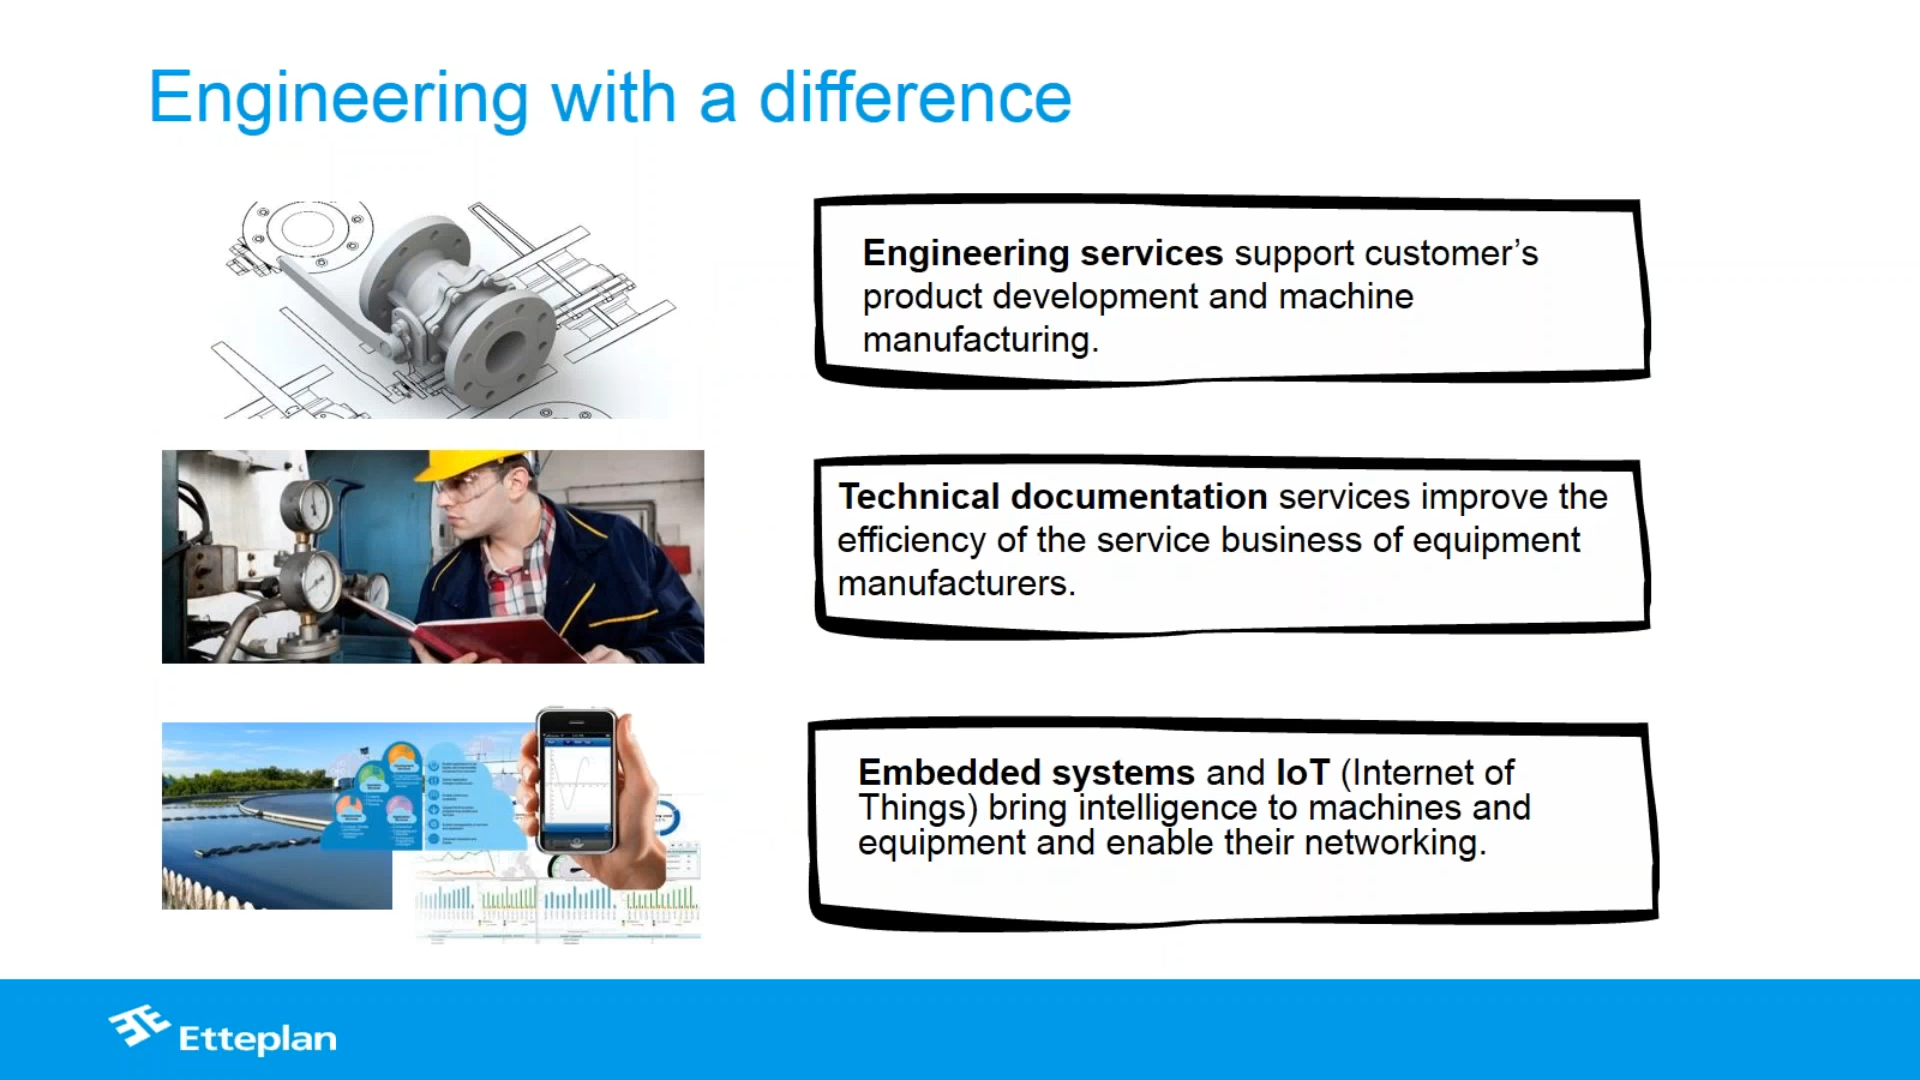 Engineering with a difference
Engineering services support customer’s
product development and machine
manufacturing.
Technical documentation services improve the
efficiency of the service business of equipment
manufacturers.
Embedded systems and IoT (Internet of
Things) bring intelligence to machines and
equipment and enable their networking.
Etteplan